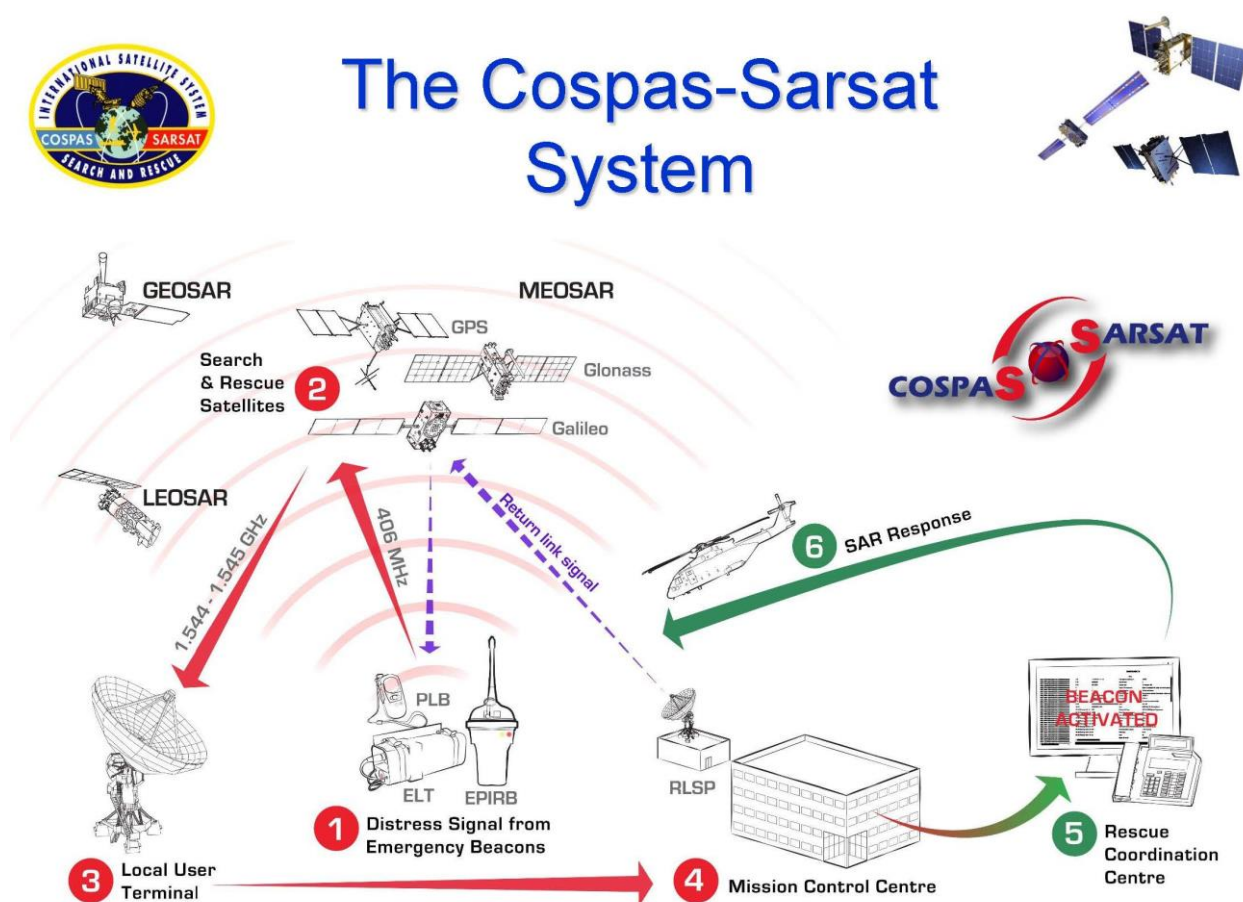 INTERNATIONAL SATELLITE SYSTEM
COSPAS SARSAT
SEARCH AND RESCUE
The Cospas-Sarsat
System
GEOSAR
MEOSAR
GPS
Search
& Rescue
Satellites
2
Glonass
Galileo
COSPAS SARSAT
LEOSAR
1.544 - 1.545 GHz
406 MHz
Return link signal
6 SAR Response
PLB
ELT
EPIRB
RLSP
BEACON
ACTIVATED
1 Distress Signal from
Emergency Beacons
3 Local User
Terminal
4 Mission Control Centre
5 Rescue
Coordination
Centre